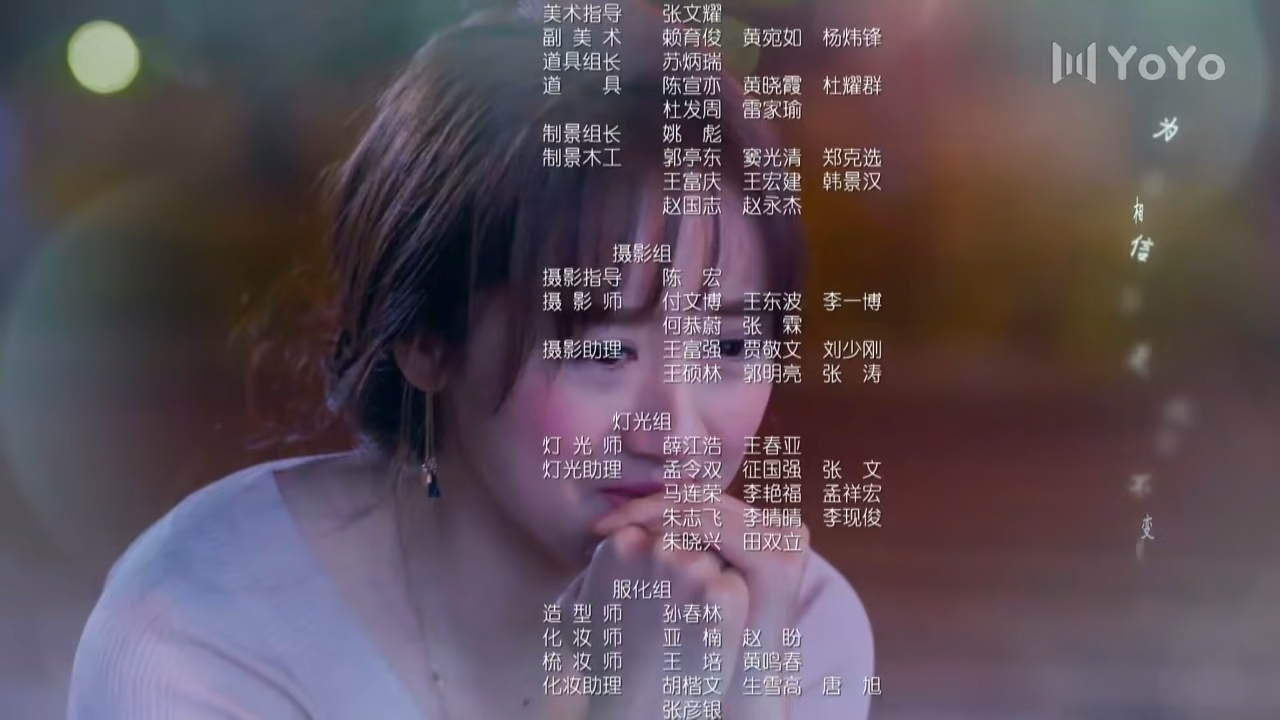 美术指导 张文耀
副美术 赖育俊 黄宛如 杨炜锋
道具组长 苏炳瑞
道具 陈宣亦 黄晓霞 杜耀群
杜发周 雷家瑜
制景组长 姚彪
制景木工 郭亭东 窦光清 郑克选
王富庆 王宏建 韩景汉
赵国志 赵永杰
摄影组
摄影指导 陈宏
摄影师 付文博 王东波 李一博
何恭蔚 张霖
摄影助理 王富强 贾敬文 刘少刚
王硕林 郭明亮 张涛
灯光组
灯光师 薛江浩 王春亚
灯光助理 孟令双 征国强 张文
马连荣 李艳福 孟祥宏
朱志飞 李晴晴 李现俊
朱晓兴 田双立
服化组
造型师 孙春林
化妆师 亚楠 赵盼
梳妆师 王培 黄鸣春
化妆助理 胡楷文 生雪高 唐旭
张彦银
YoYo
为
相信
不变